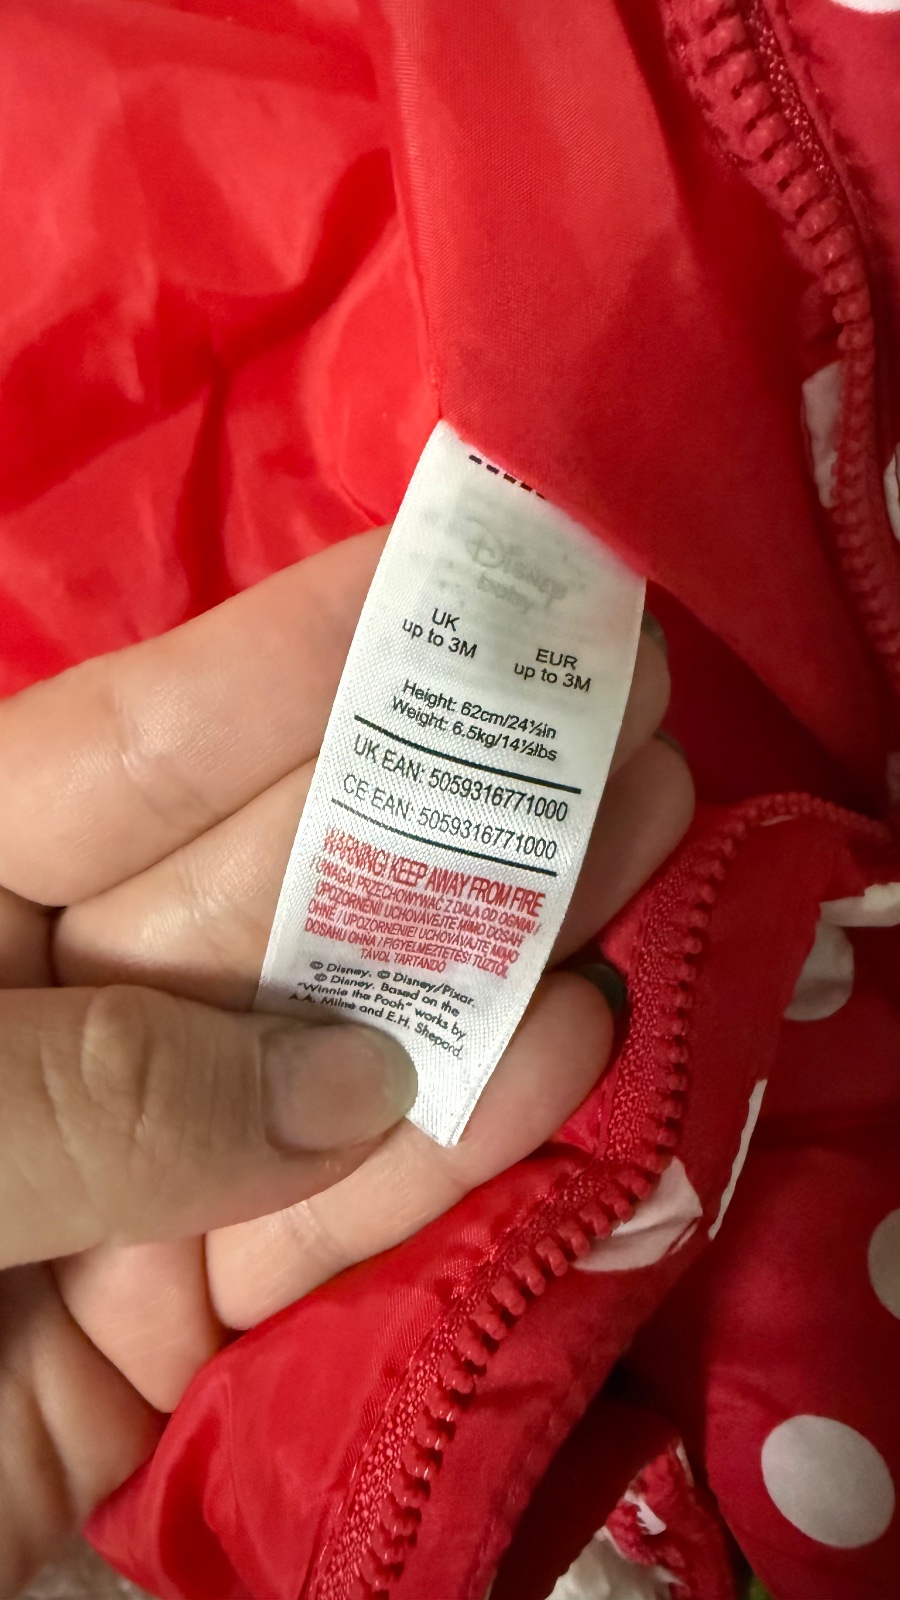 Disney
baby
UK
up to 3M
EUR
up to 3M
Height: 62cm/24½in
Weight: 6.5kg/14½lbs
UK EAN: 5059316771000
CE EAN: 5059316771000
WARNING! KEEP AWAY FROM FIRE
/ UWAGA! PRZECHOWYWAĆ Z DALA OD OGNIA! /
UPOZORNĚNÍ! UCHOVÁVEJTE MIMO DOSAH
OHNĚ / UPOZORNENIE! UCHOVÁVAJTE MIMO
DOSAHU OHŇA / FIGYELMEZTETÉS! TŰZTŐL
TÁVOL TARTANDÓ
© Disney. © Disney/Pixar.
© Disney. Based on the
"Winnie the Pooh" works by
A.A. Milne and E.H. Shepard.